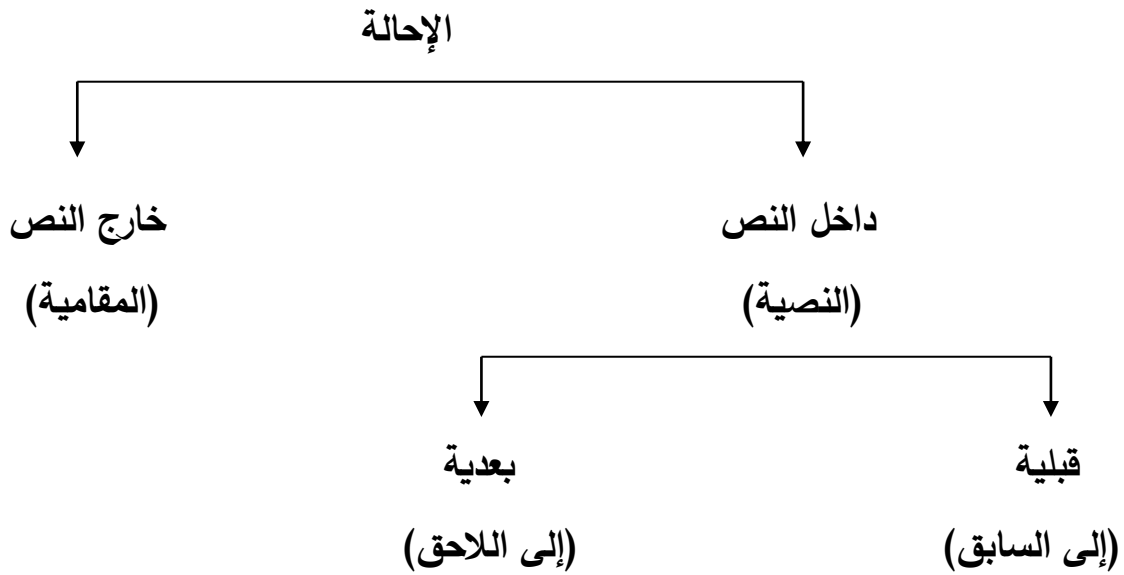 الإحالة
داخل النص
خارج النص
(النصية)
(المقامية)
قبلية
بعدية
(إلى السابق)
(إلى اللاحق)